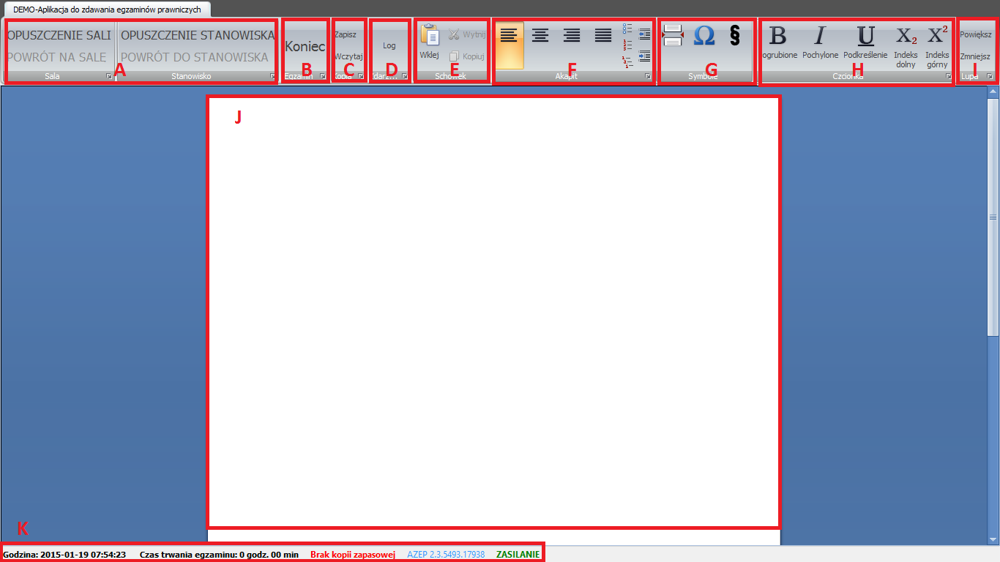 DEMO-Aplikacja do zdawania egzaminów prawniczych
OPUSZCZENIE SALI
POWRÓT NA SALE
Sala
A
OPUSZCZENIE STANOWISKA
POWRÓT DO STANOWISKA
Stanowisko
Koniec
B
Egzamin
Zapisz
Wczytaj
C
Kopia
Log
D
Zdarz...
Wklej
Wytnij
Kopiuj
E
Schowek
F
Akapit
Ω §
G
Symbole
B I U X2 X2
ogrubione Pochylone Podkreślenie Indeks dolny Indeks górny
H
Czcionka
Powiększ
Zmniejsz
I
Lupa
J
K
Godzina: 2015-01-19 07:54:23 Czas trwania egzaminu: 0 godz. 00 min Brak kopii zapasowej AZEP 2.3.5493.17938 ZASILANIE